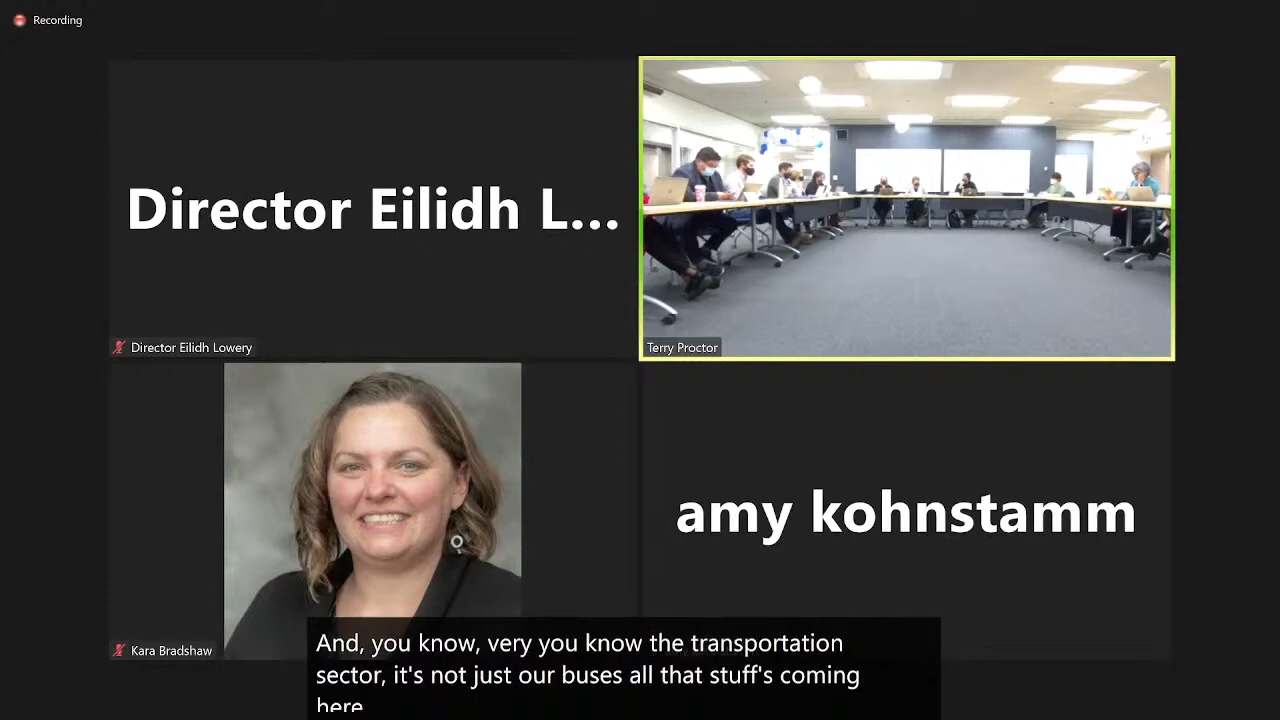 Recording
Director Eilidh L...
Director Eilidh Lowery
Terry Proctor
amy kohnstamm
Kara Bradshaw
And, you know, very you know the transportation
sector, it's not just our buses all that stuff's coming
here